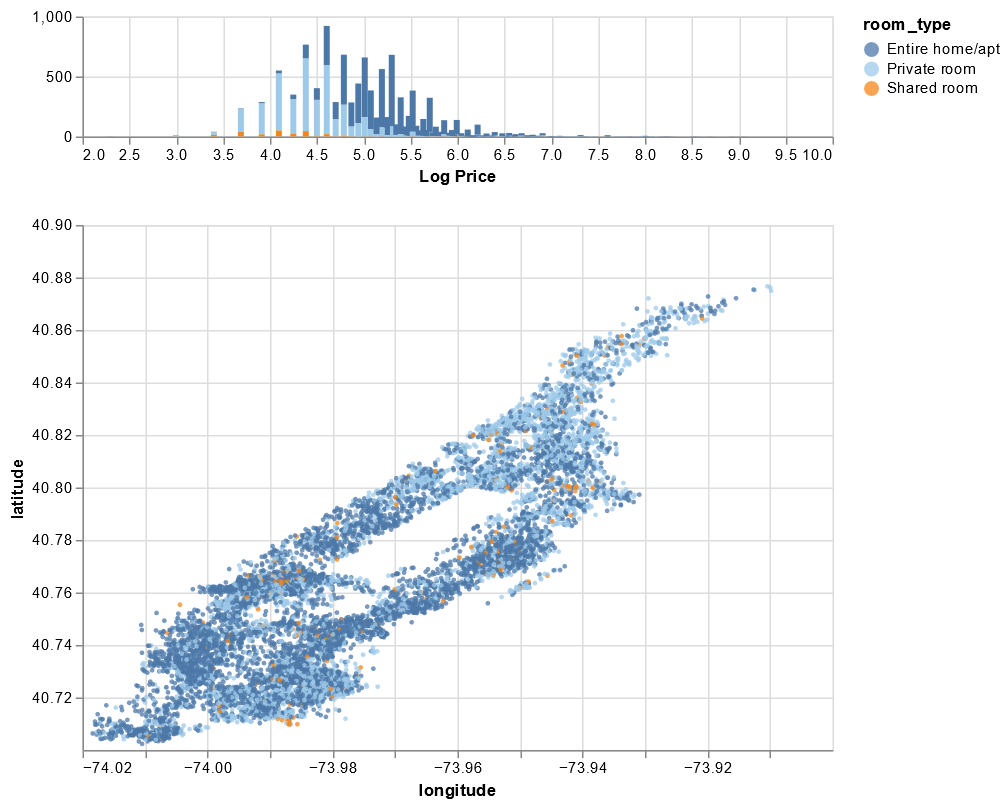 1,000
500
0
2.0 2.5 3.0 3.5 4.0 4.5 5.0 5.5 6.0 6.5 7.0 7.5 8.0 8.5 9.0 9.5 10.0
Log Price
room_type
Entire home/apt
Private room
Shared room
40.90
40.88
40.86
40.84
40.82
40.80
40.78
40.76
40.74
40.72
latitude
−74.02 −74.00 −73.98 −73.96 −73.94 −73.92
longitude